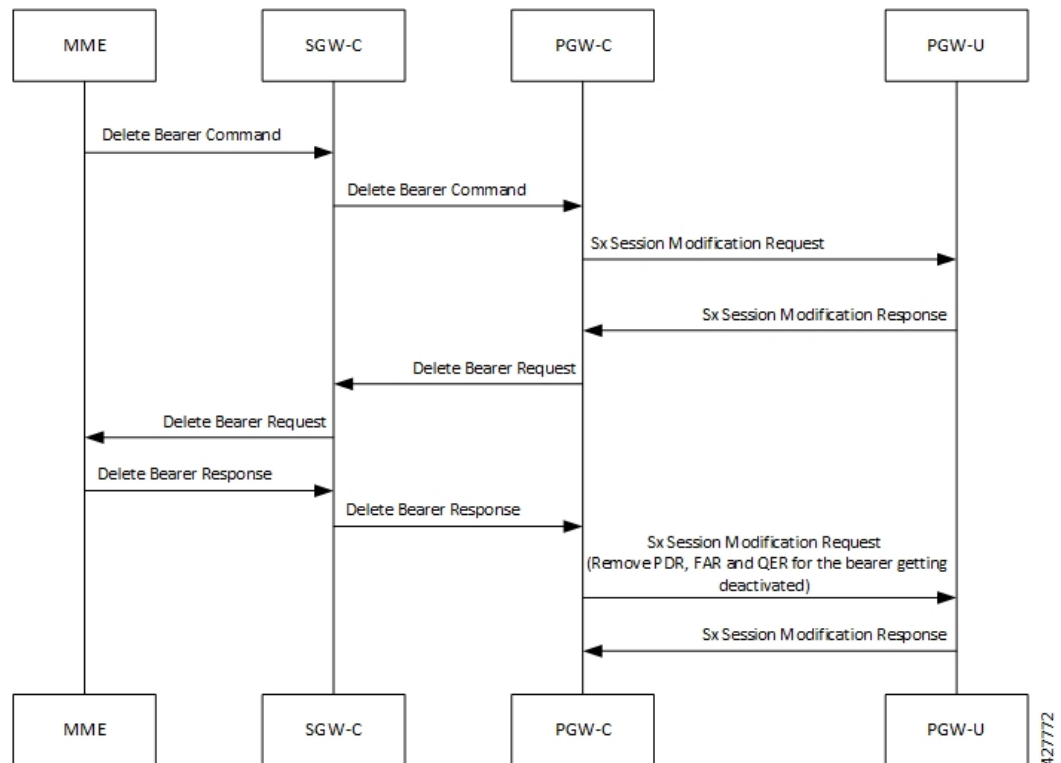 MME
SGW-C
PGW-C
PGW-U
Delete Bearer Command
Delete Bearer Command
Sx Session Modification Request
Sx Session Modification Response
Delete Bearer Request
Delete Bearer Request
Delete Bearer Response
Delete Bearer Response
Sx Session Modification Request
(Remove PDR, FAR and QER for the bearer getting
deactivated)
Sx Session Modification Response
MME
SGW-C
PGW-C
PGW-U
427772